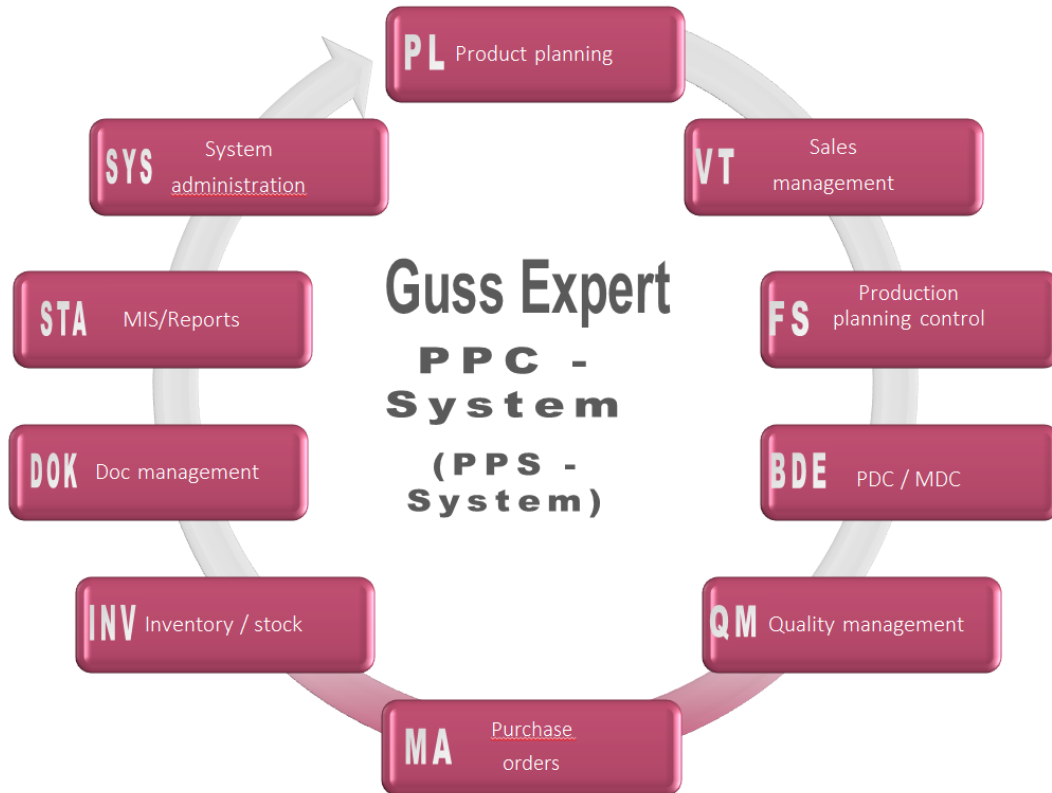 PL Product planning
VT Sales
management
FS Production
planning control
BDE PDC / MDC
QM Quality management
MA Purchase
orders
INV Inventory / stock
DOK Doc management
STA MIS/Reports
SYS System
administration
Guss Expert
PPC -
System
(PPS -
System)